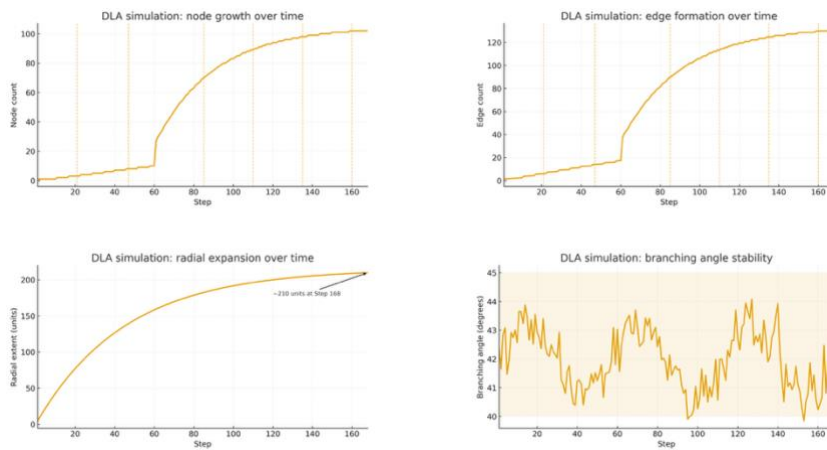 DLA simulation: node growth over time
100
80
60
40
20
0
Node count
20 40 60 80 100 120 140 160
Step
DLA simulation: edge formation over time
120
100
80
60
40
20
0
Edge count
20 40 60 80 100 120 140 160
Step
DLA simulation: radial expansion over time
200
150
100
50
0
Radial extent (units)
~210 units at Step 168
20 40 60 80 100 120 140 160
Step
DLA simulation: branching angle stability
45
44
43
42
41
40
Branching angle (degrees)
20 40 60 80 100 120 140 160
Step